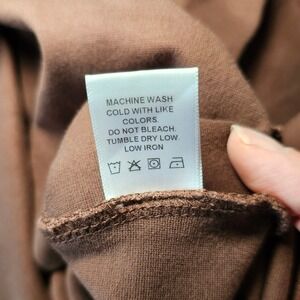 MACHINE WASH
COLD WITH LIKE
COLORS.
DO NOT BLEACH.
TUMBLE DRY LOW.
LOW IRON